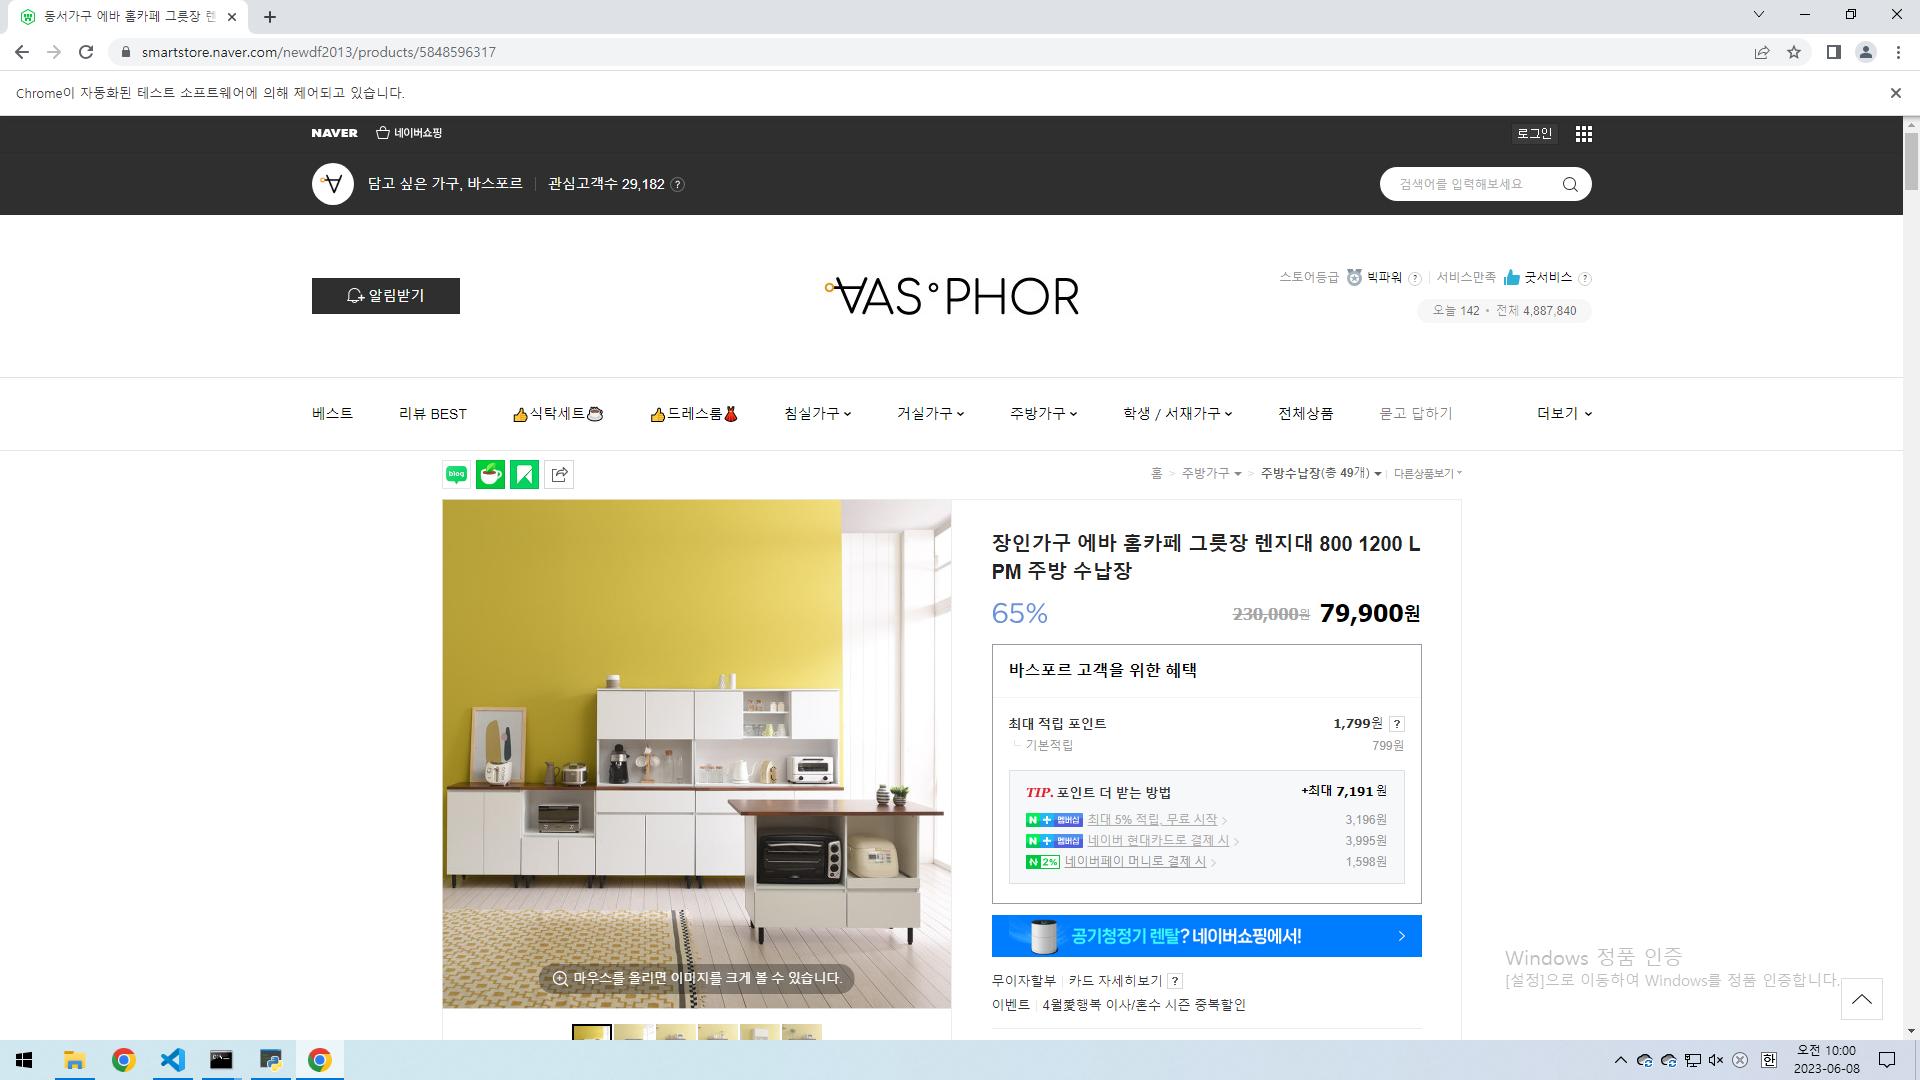 동서가구 에바 홈카페 그릇장 렌
smartstore.naver.com/newdf2013/products/5848596317
Chrome이 자동화된 테스트 소프트웨어에 의해 제어되고 있습니다.
NAVER 네이버쇼핑 로그인
담고 싶은 가구, 바스포르 관심고객수 29,182 ? 검색어를 입력해보세요
알림받기
VAS°PHOR
스토어등급 빅파워 ? 서비스만족 굿서비스 ?
오늘 142 • 전체 4,887,840
베스트 리뷰 BEST 👍식탁세트☕ 👍드레스룸💃 침실가구 거실가구 주방가구 학생 / 서재가구 전체상품 묻고 답하기 더보기
blog
홈 > 주방가구 > 주방수납장(총 49개) 다른상품보기
장인가구 에바 홈카페 그릇장 렌지대 800 1200 L
PM 주방 수납장
65% 230,000원 79,900원
바스포르 고객을 위한 혜택
최대 적립 포인트 1,799원 ?
기본적립 799원
TIP. 포인트 더 받는 방법 +최대 7,191 원
N + 멤버십 최대 5% 적립, 무료 시작 > 3,196원
N + 멤버십 네이버 현대카드로 결제 시 > 3,995원
N 2% 네이버페이 머니로 결제 시 > 1,598원
공기청정기 렌탈? 네이버쇼핑에서!
마우스를 올리면 이미지를 크게 볼 수 있습니다.
무이자할부 카드 자세히보기 ?
이벤트 4월愛행복 이사/혼수 시즌 중복할인
Windows 정품 인증
[설정]으로 이동하여 Windows를 정품 인증합니다.
한
오전 10:00
2023-06-08